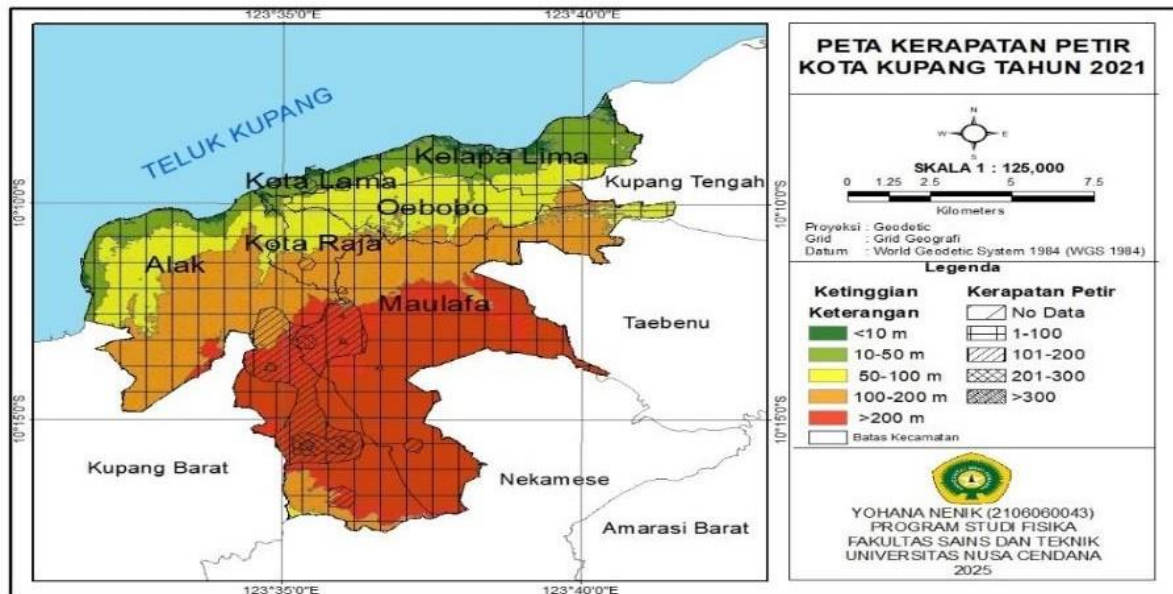 123°35'0"E
123°40'0"E
10°10'0"S
10°10'0"S
10°15'0"S
10°15'0"S
123°35'0"E
123°40'0"E
TELUK KUPANG
Kelapa Lima
Kota Lama
Kupang Tengah
Oebobo
Kota Raja
Alak
Maulafa
Taebenu
Kupang Barat
Nekamese
Amarasi Barat
PETA KERAPATAN PETIR
KOTA KUPANG TAHUN 2021
N
W
E
S
SKALA 1 : 125,000
0 1.25 2.5 5 7.5
Kilometers
Proyeksi : Geodetic
Grid : Grid Geografi
Datum : World Geodetic System 1984 (WGS 1984)
Legenda
Ketinggian
Keterangan
<10 m
10-50 m
50-100 m
100-200 m
>200 m
Batas Kecamatan
Kerapatan Petir
No Data
1-100
101-200
201-300
>300
YOHANA NENIK (2106060043)
PROGRAM STUDI FISIKA
FAKULTAS SAINS DAN TEKNIK
UNIVERSITAS NUSA CENDANA
2025